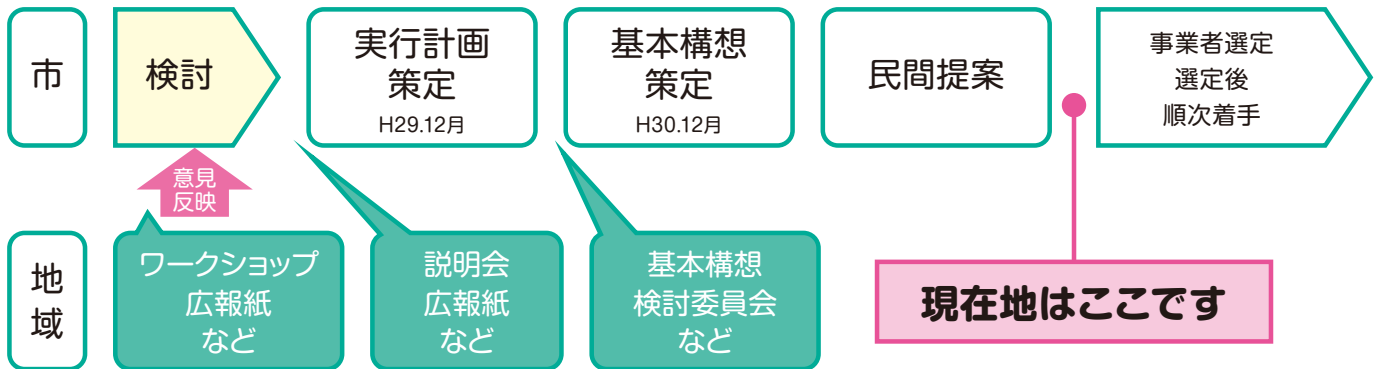 市
検討
実行計画
策定
H29.12月
基本構想
策定
H30.12月
民間提案
事業者選定
選定後
順次着手
意見
反映
地
域
ワークショップ
広報紙
など
説明会
広報紙
など
基本構想
検討委員会
など
現在地はここです